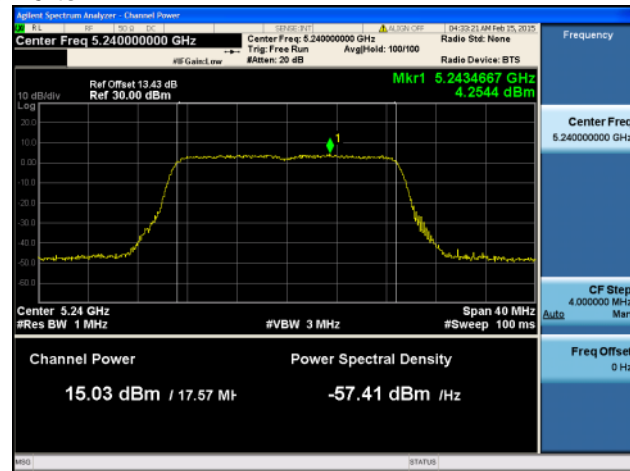 Agilent Spectrum Analyzer - Channel Power
RL RF 50 Ω DC SENSE:INT ALIGN OFF 04:33:21 AM Feb 15, 2015
Center Freq 5.240000000 GHz Center Freq: 5.240000000 GHz Radio Std: None
Trig: Free Run Avg|Hold: 100/100
#IFGain:Low #Atten: 20 dB Radio Device: BTS
Ref Offset 13.43 dB Mkr1 5.2434667 GHz
10 dB/div Ref 30.00 dBm 4.2544 dBm
Log
20.0
10.0
1
0.00
-10.0
-20.0
-30.0
-40.0
-50.0
-60.0
Center 5.24 GHz Span 40 MHz
#Res BW 1 MHz #VBW 3 MHz #Sweep 100 ms
Channel Power Power Spectral Density
15.03 dBm / 17.57 MH -57.41 dBm /Hz
MSG STATUS
Frequency
Center Freq
5.240000000 GHz
CF Step
4.000000 MHz
Auto Man
Freq Offset
0 Hz